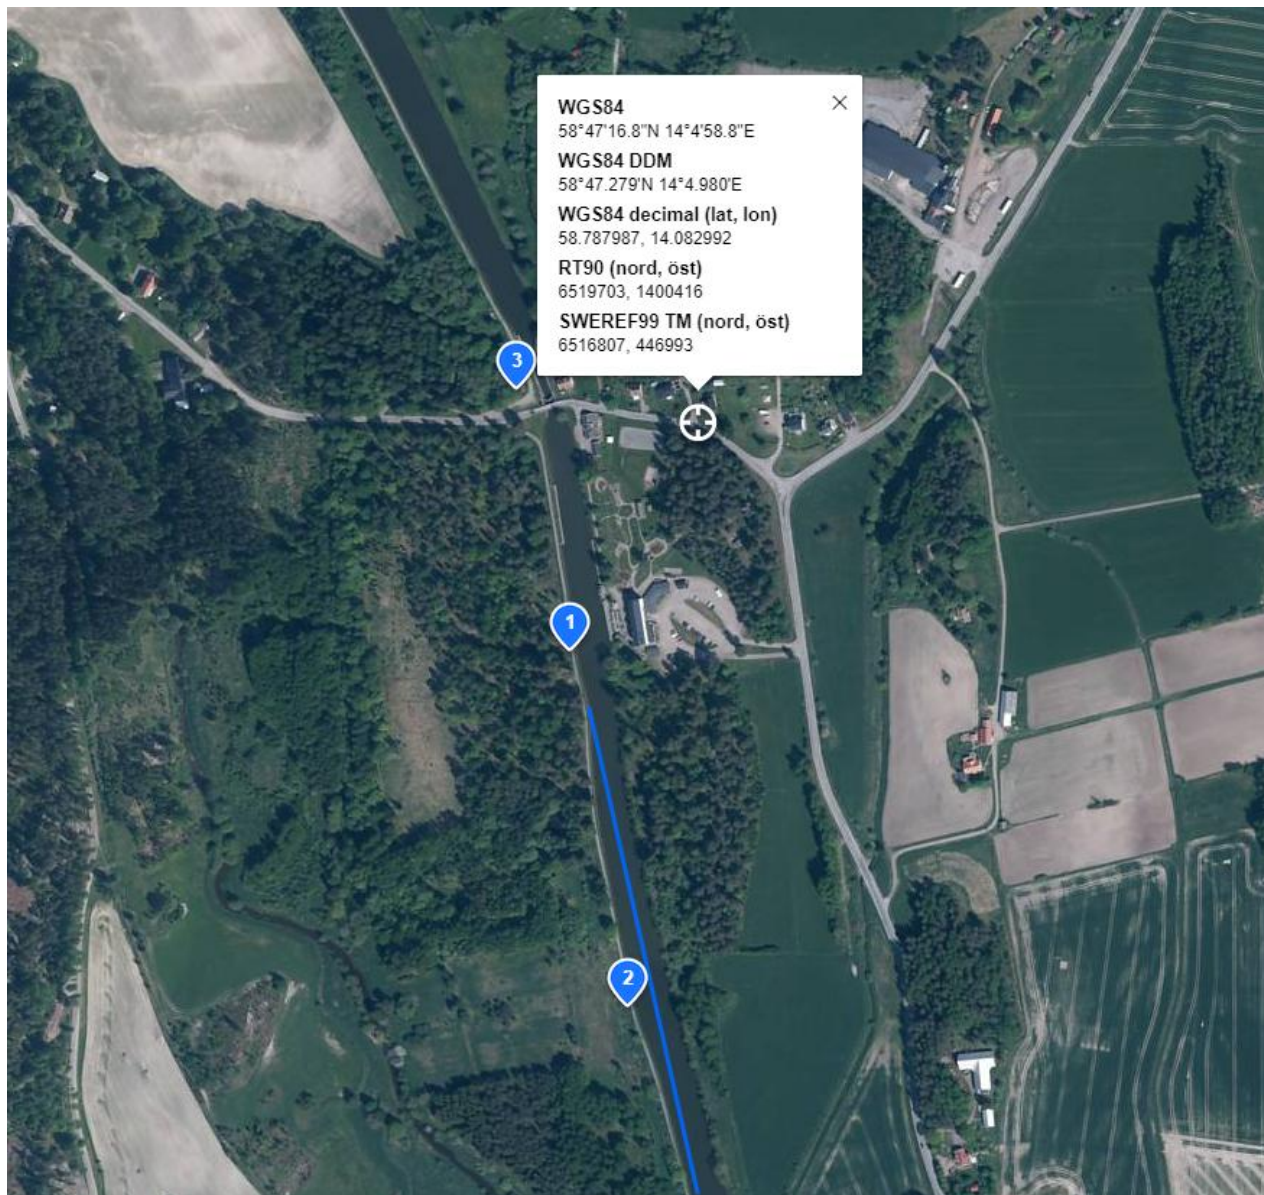 WGS84
58°47'16.8"N 14°4'58.8"E
WGS84 DDM
58°47.279'N 14°4.980'E
WGS84 decimal (lat, lon)
58.787987, 14.082992
RT90 (nord, öst)
6519703, 1400416
SWEREF99 TM (nord, öst)
6516807, 446993
3
1
2